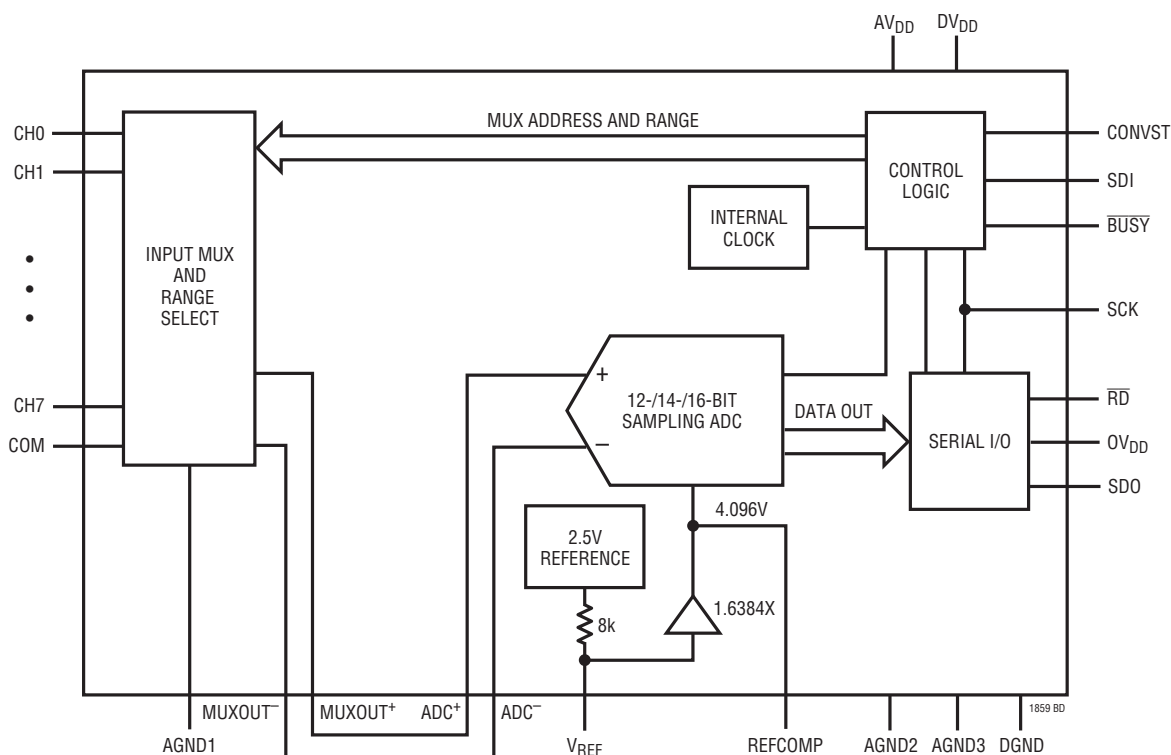 AVDD
DVDD
MUX ADDRESS AND RANGE
CH0
CH1
CONVST
CONTROL
LOGIC
SDI
INTERNAL
CLOCK
BUSY
INPUT MUX
AND
RANGE
SELECT
•
•
•
SCK
+
12-/14-/16-BIT
SAMPLING ADC
–
DATA OUT
SERIAL I/O
CH7
COM
RD
OVDD
SDO
4.096V
2.5V
REFERENCE
1.6384X
8k
MUXOUT–
MUXOUT+
ADC+
ADC–
1859 BD
AGND1
VREF
REFCOMP
AGND2
AGND3
DGND